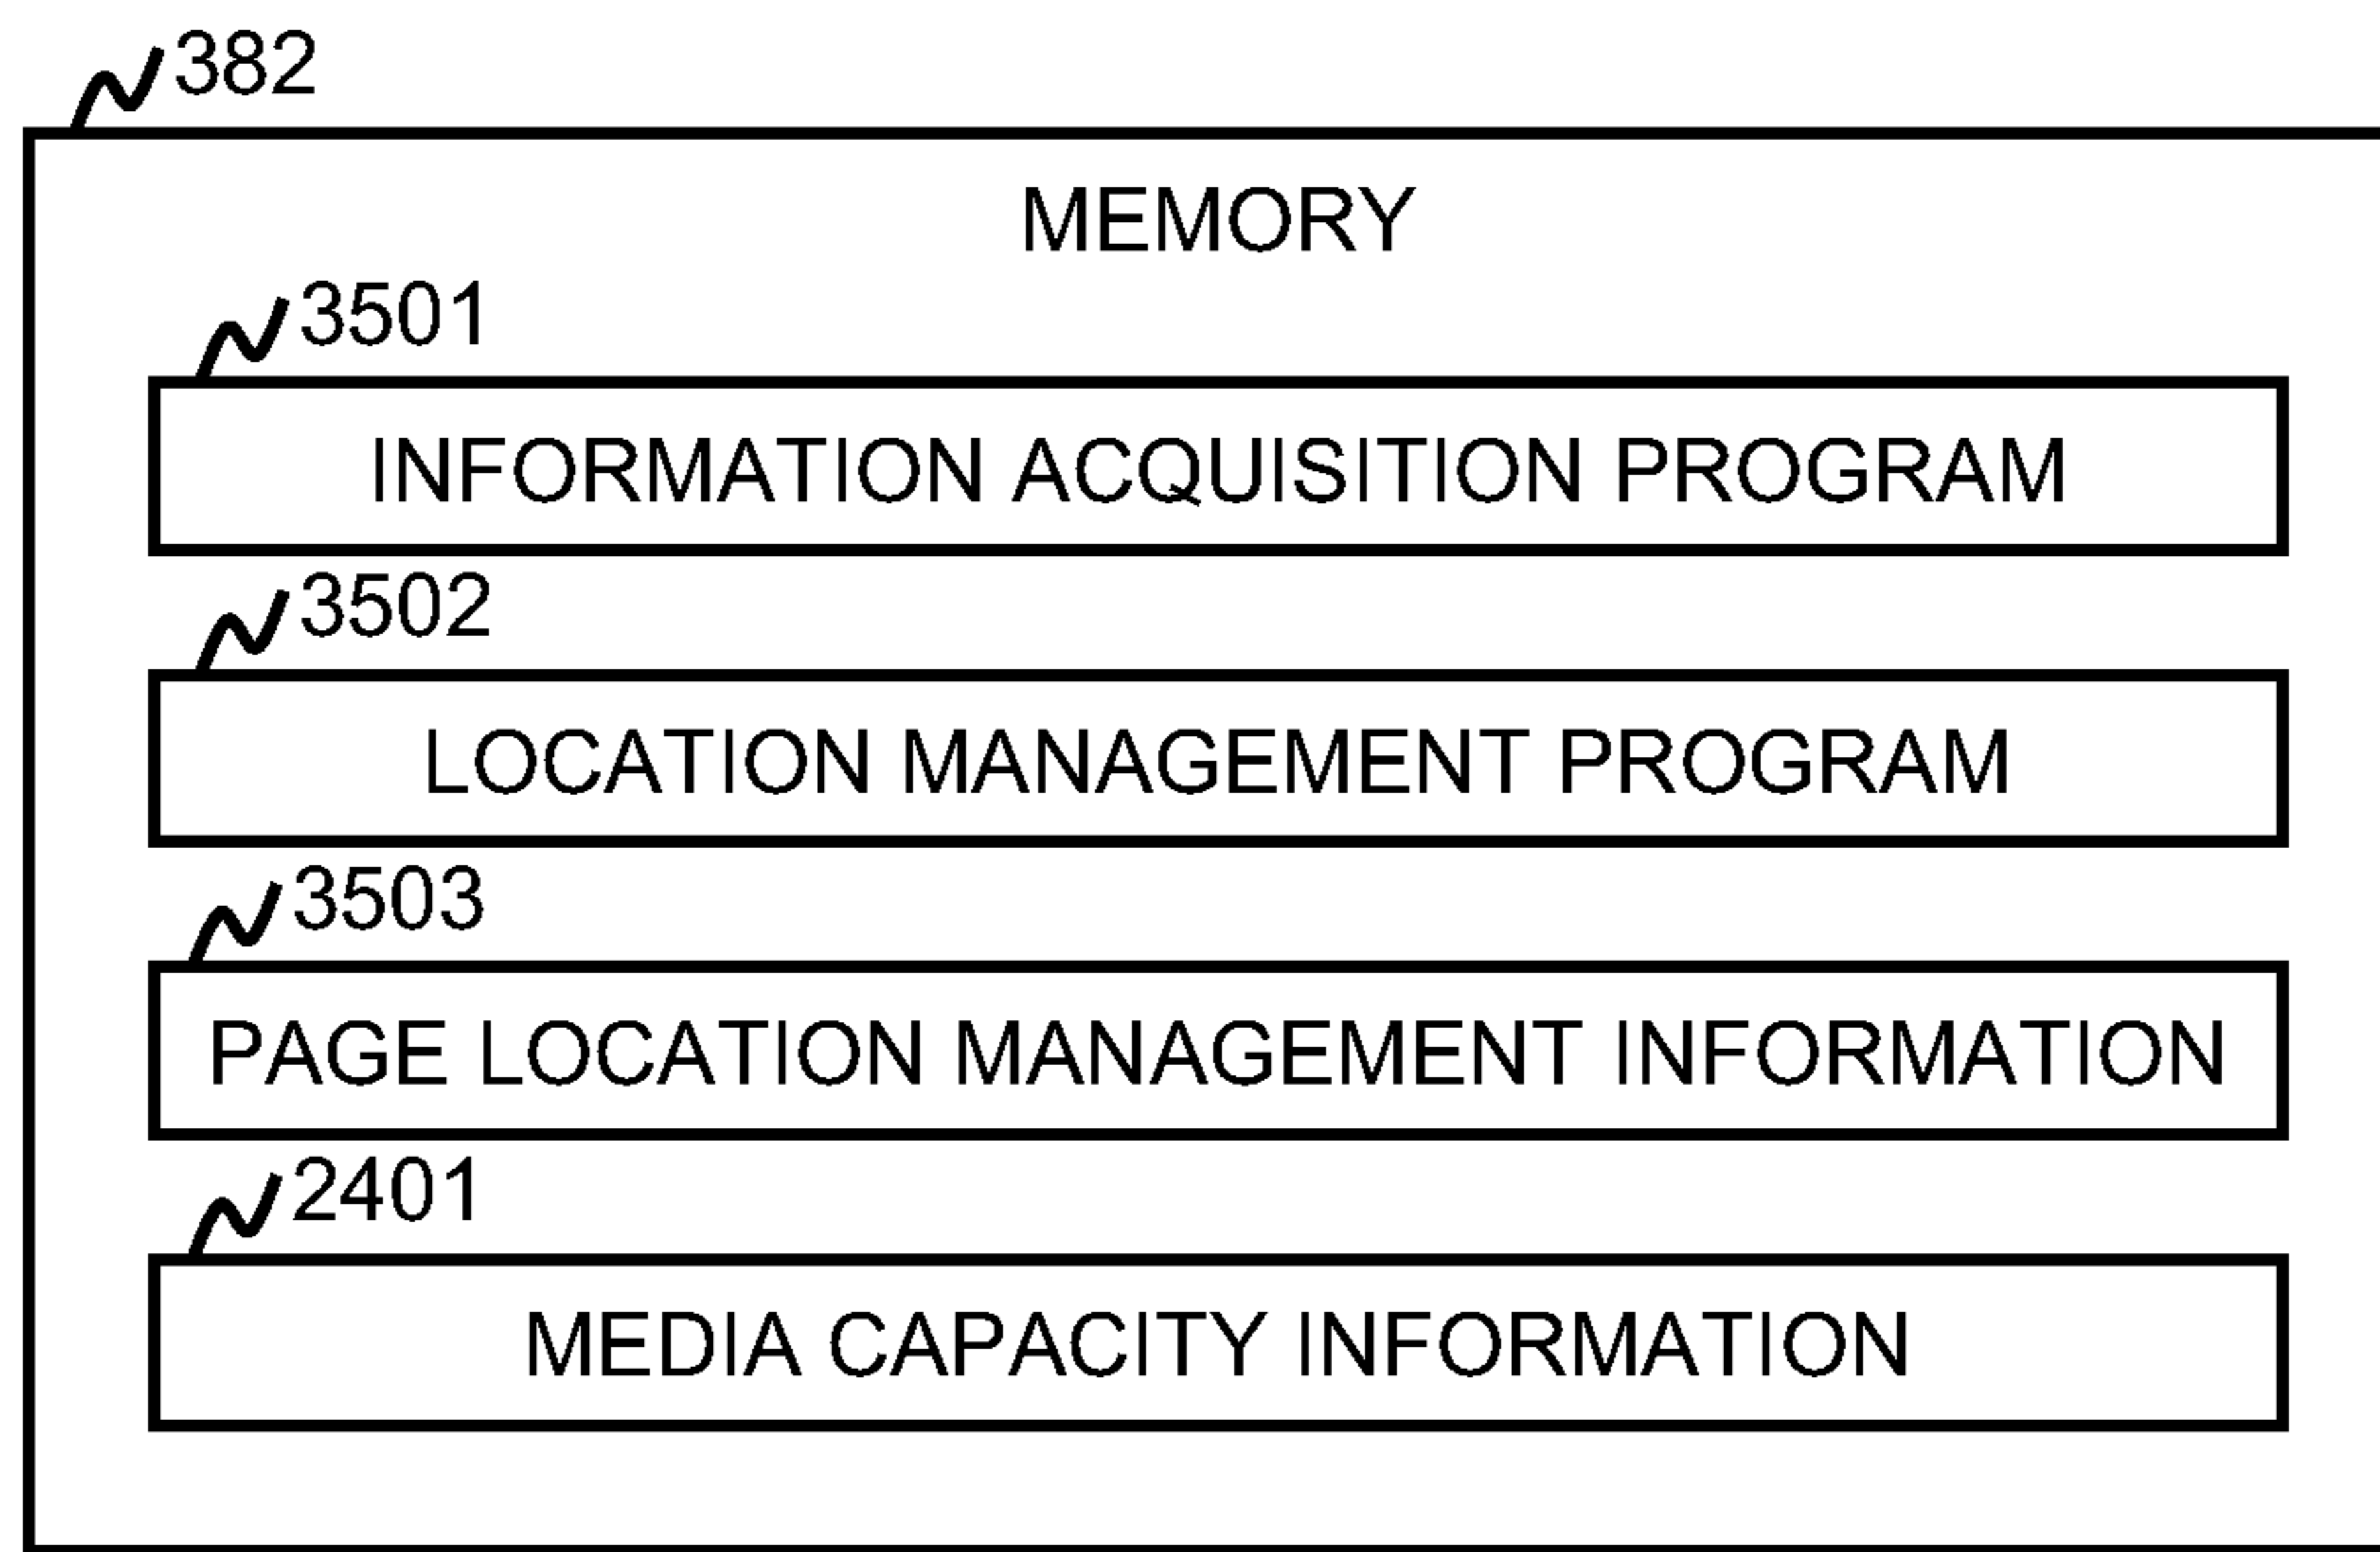 382
MEMORY
3501
INFORMATION ACQUISITION PROGRAM
3502
LOCATION MANAGEMENT PROGRAM
3503
PAGE LOCATION MANAGEMENT INFORMATION
2401
MEDIA CAPACITY INFORMATION